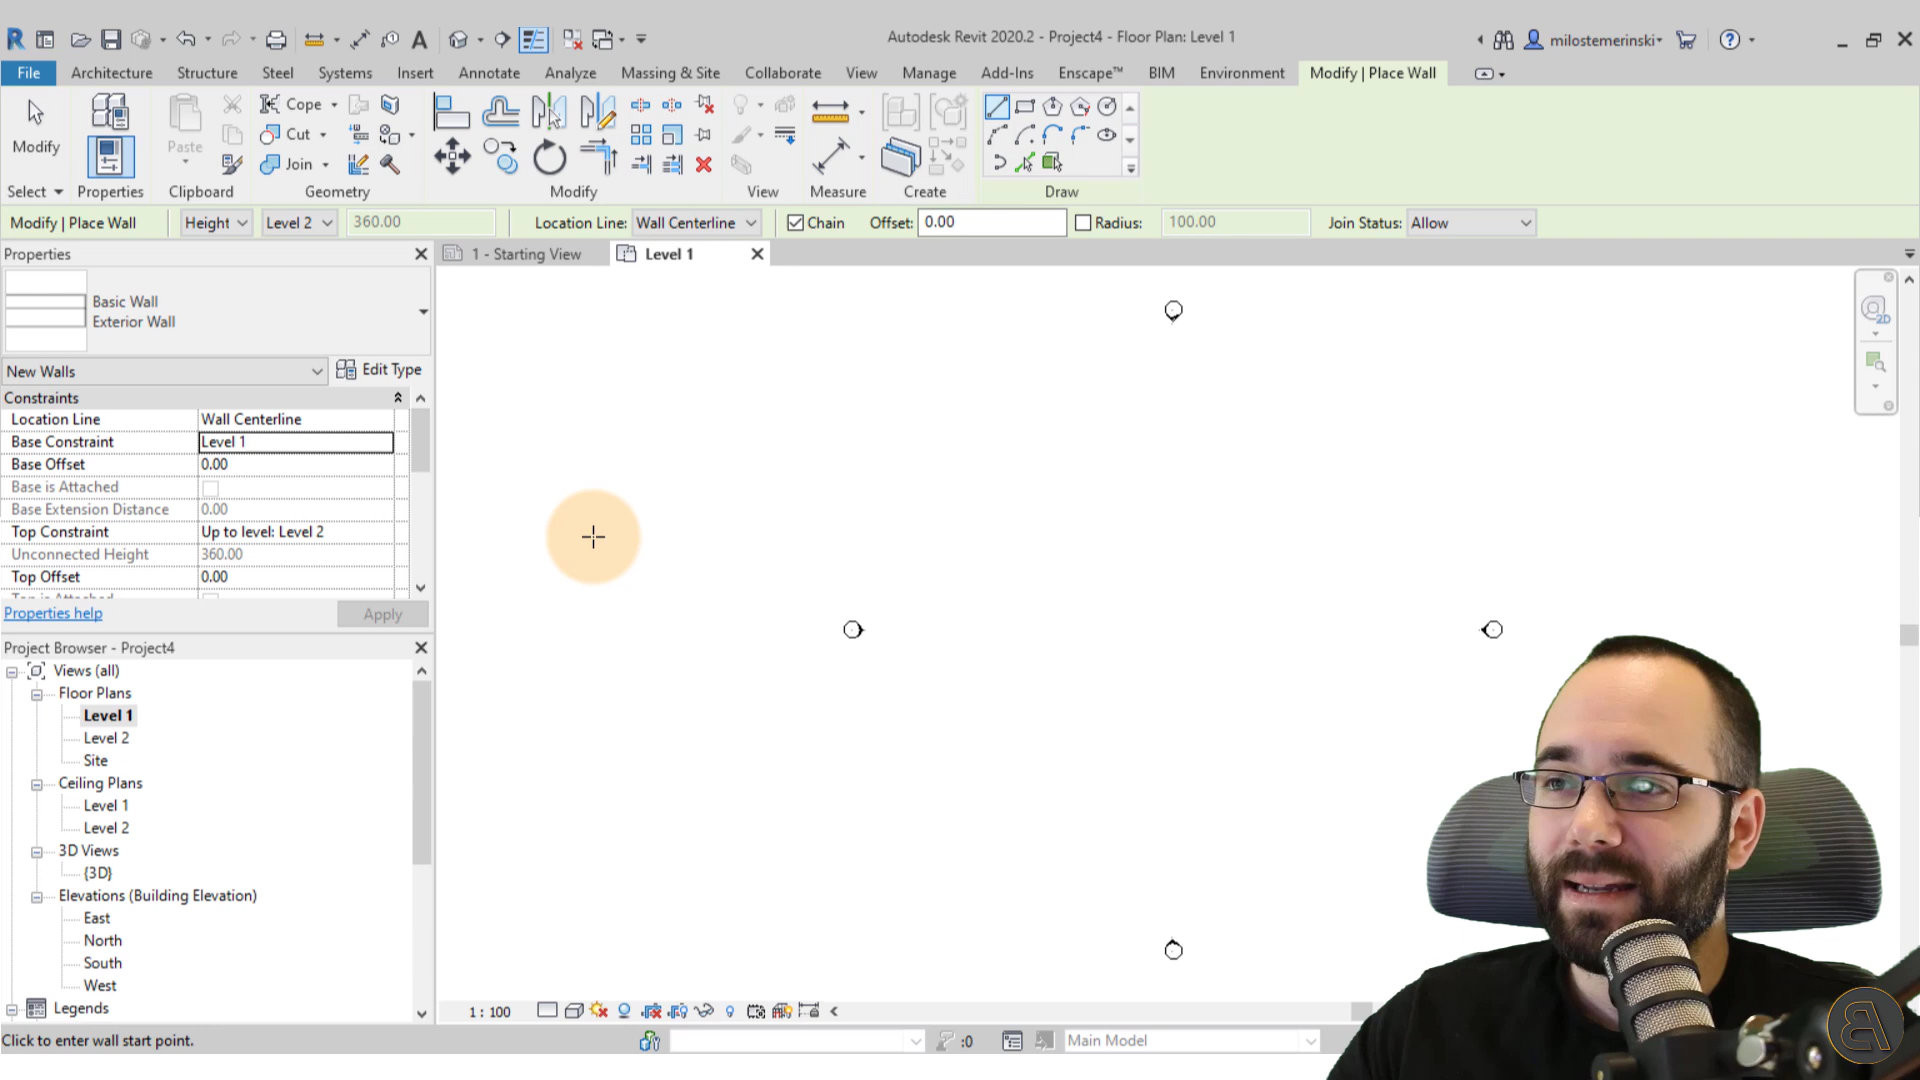 Autodesk Revit 2020.2 - Project4 - Floor Plan: Level 1
milostemerinski
File Architecture Structure Steel Systems Insert Annotate Analyze Massing & Site Collaborate View Manage Add-Ins Enscape™ BIM Environment Modify | Place Wall
Modify
Paste
Cope
Cut
Join
Select Properties Clipboard Geometry Modify View Measure Create Draw
Modify | Place Wall Height Level 2 360.00 Location Line: Wall Centerline Chain Offset: 0.00 Radius: 100.00 Join Status: Allow
Properties
1 - Starting View
Level 1
Basic Wall
Exterior Wall
New Walls
Edit Type
Constraints
Location Line Wall Centerline
Base Constraint Level 1
Base Offset 0.00
Base is Attached
Base Extension Distance 0.00
Top Constraint Up to level: Level 2
Unconnected Height 360.00
Top Offset 0.00
Properties help
Apply
Project Browser - Project4
Views (all)
Floor Plans
Level 1
Level 2
Site
Ceiling Plans
Level 1
Level 2
3D Views
{3D}
Elevations (Building Elevation)
East
North
South
West
Legends
2D
1 : 100
Click to enter wall start point.
:0
Main Model